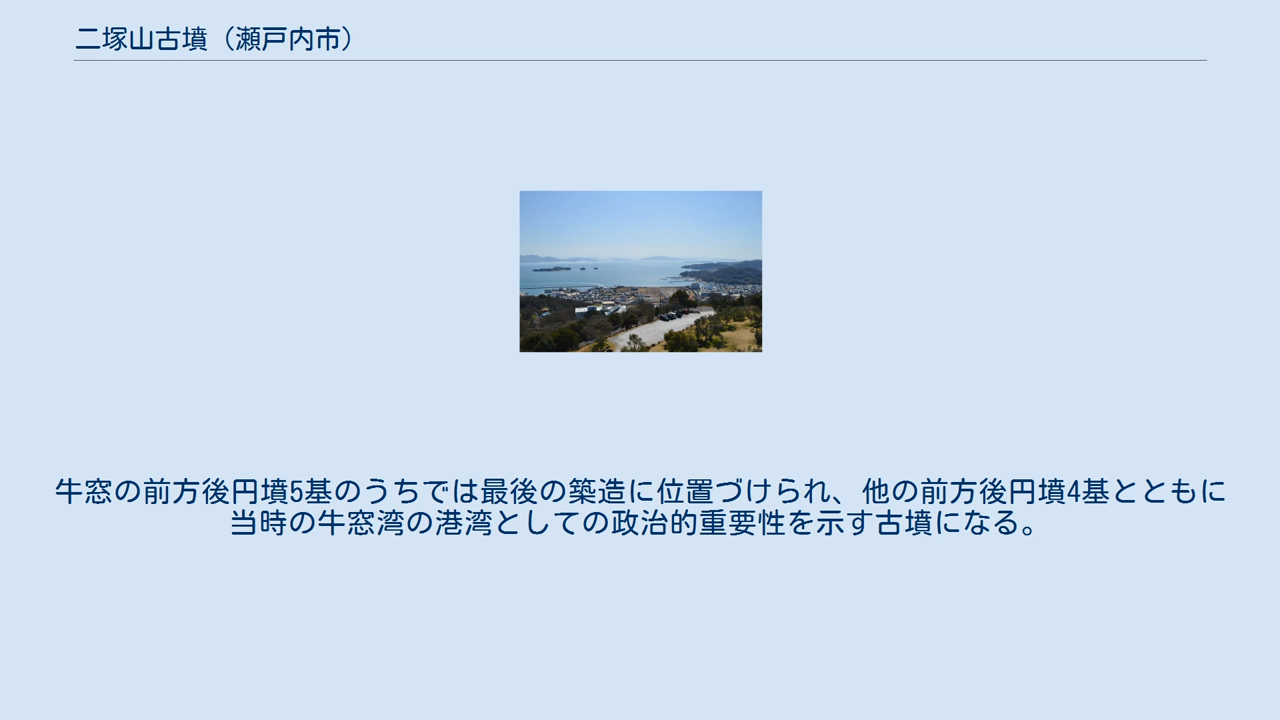 二塚山古墳（瀬戸内市）
牛窓の前方後円墳5基のうちでは最後の築造に位置づけられ、他の前方後円墳4基とともに
当時の牛窓湾の港湾としての政治的重要性を示す古墳になる。